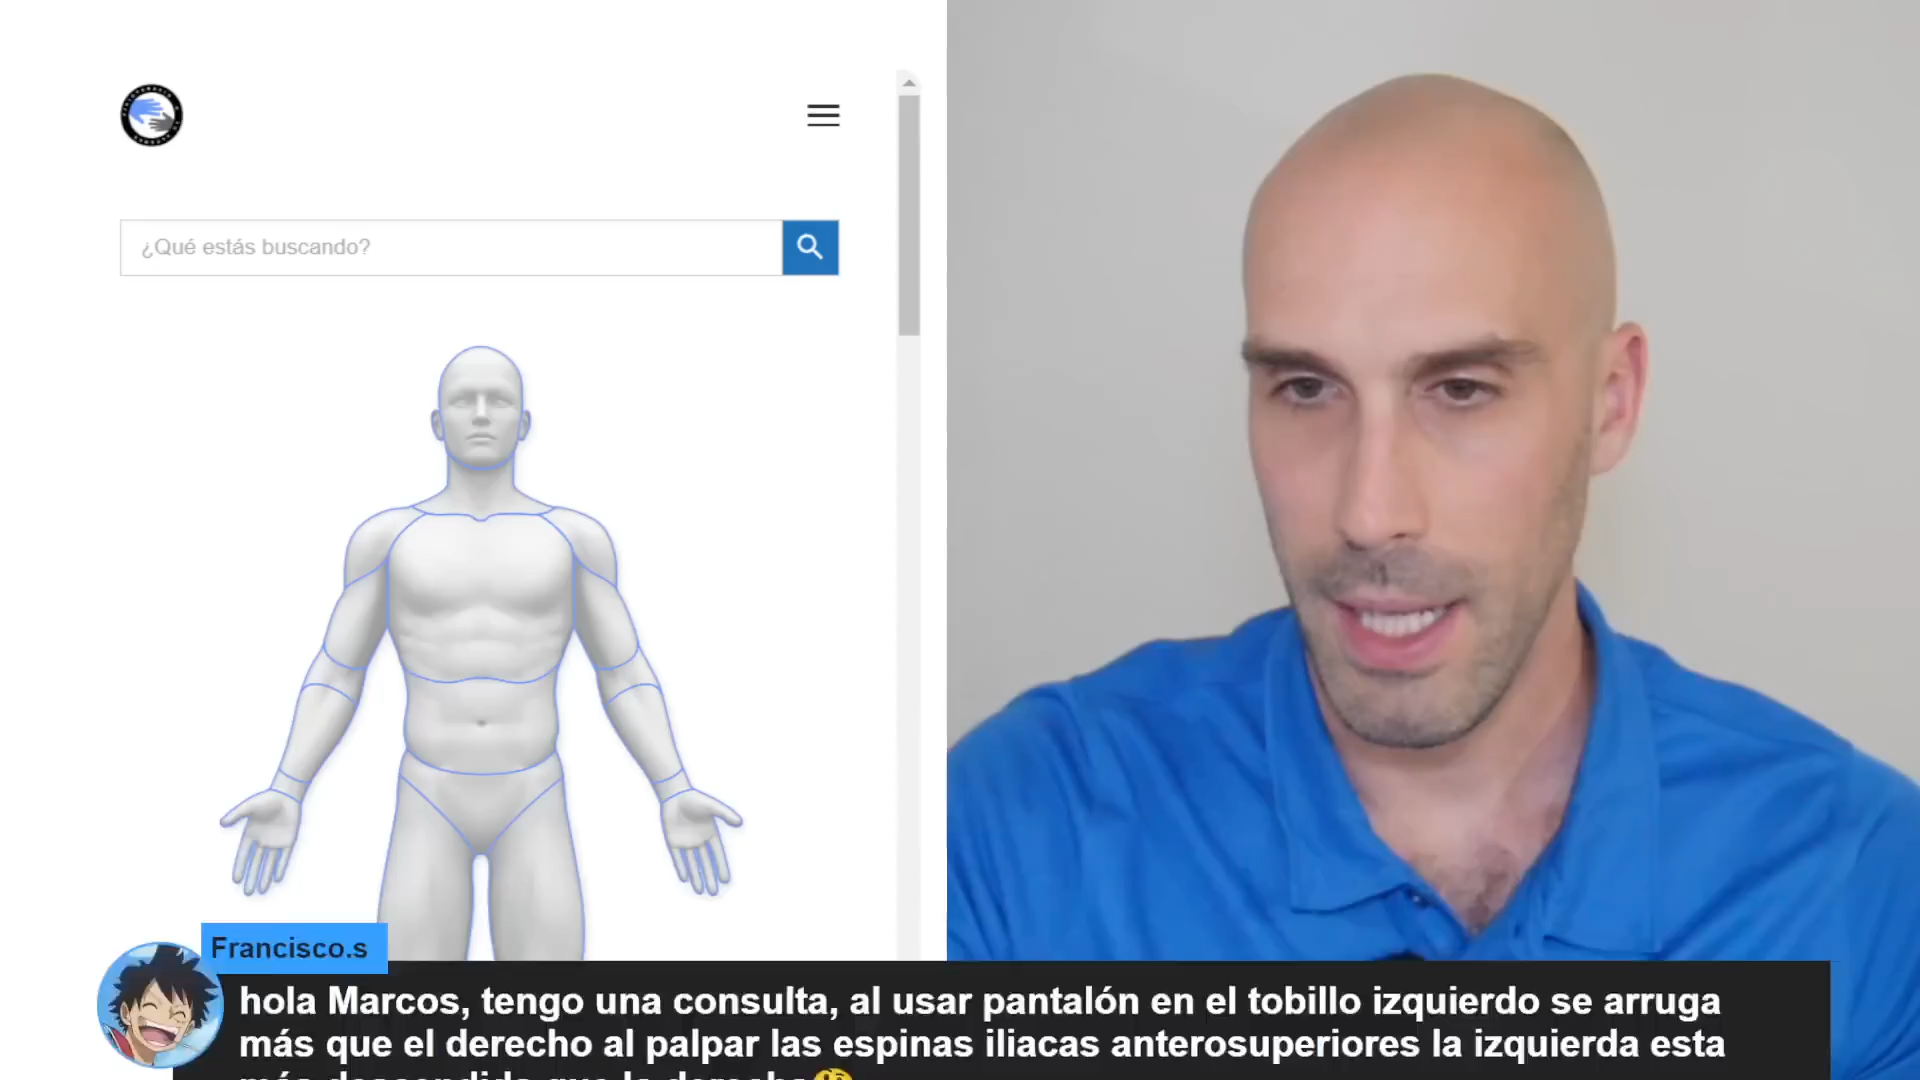 ¿Qué estás buscando?
Francisco.s
hola Marcos, tengo una consulta, al usar pantalón en el tobillo izquierdo se arruga
más que el derecho al palpar las espinas iliacas anterosuperiores la izquierda esta